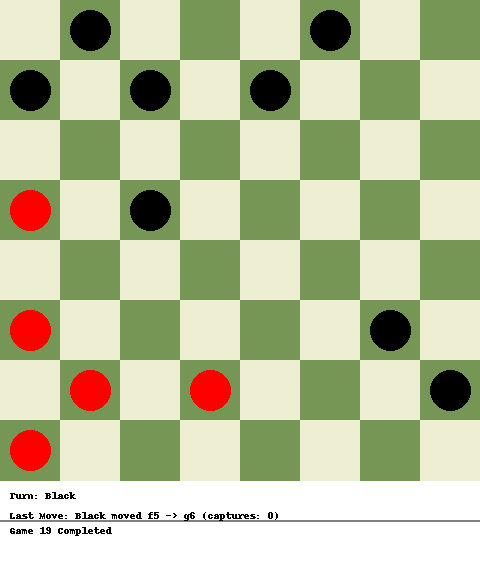 Turn: Black
Last Move: Black moved f5 -> g6 (captures: 0)
Game 19 Completed